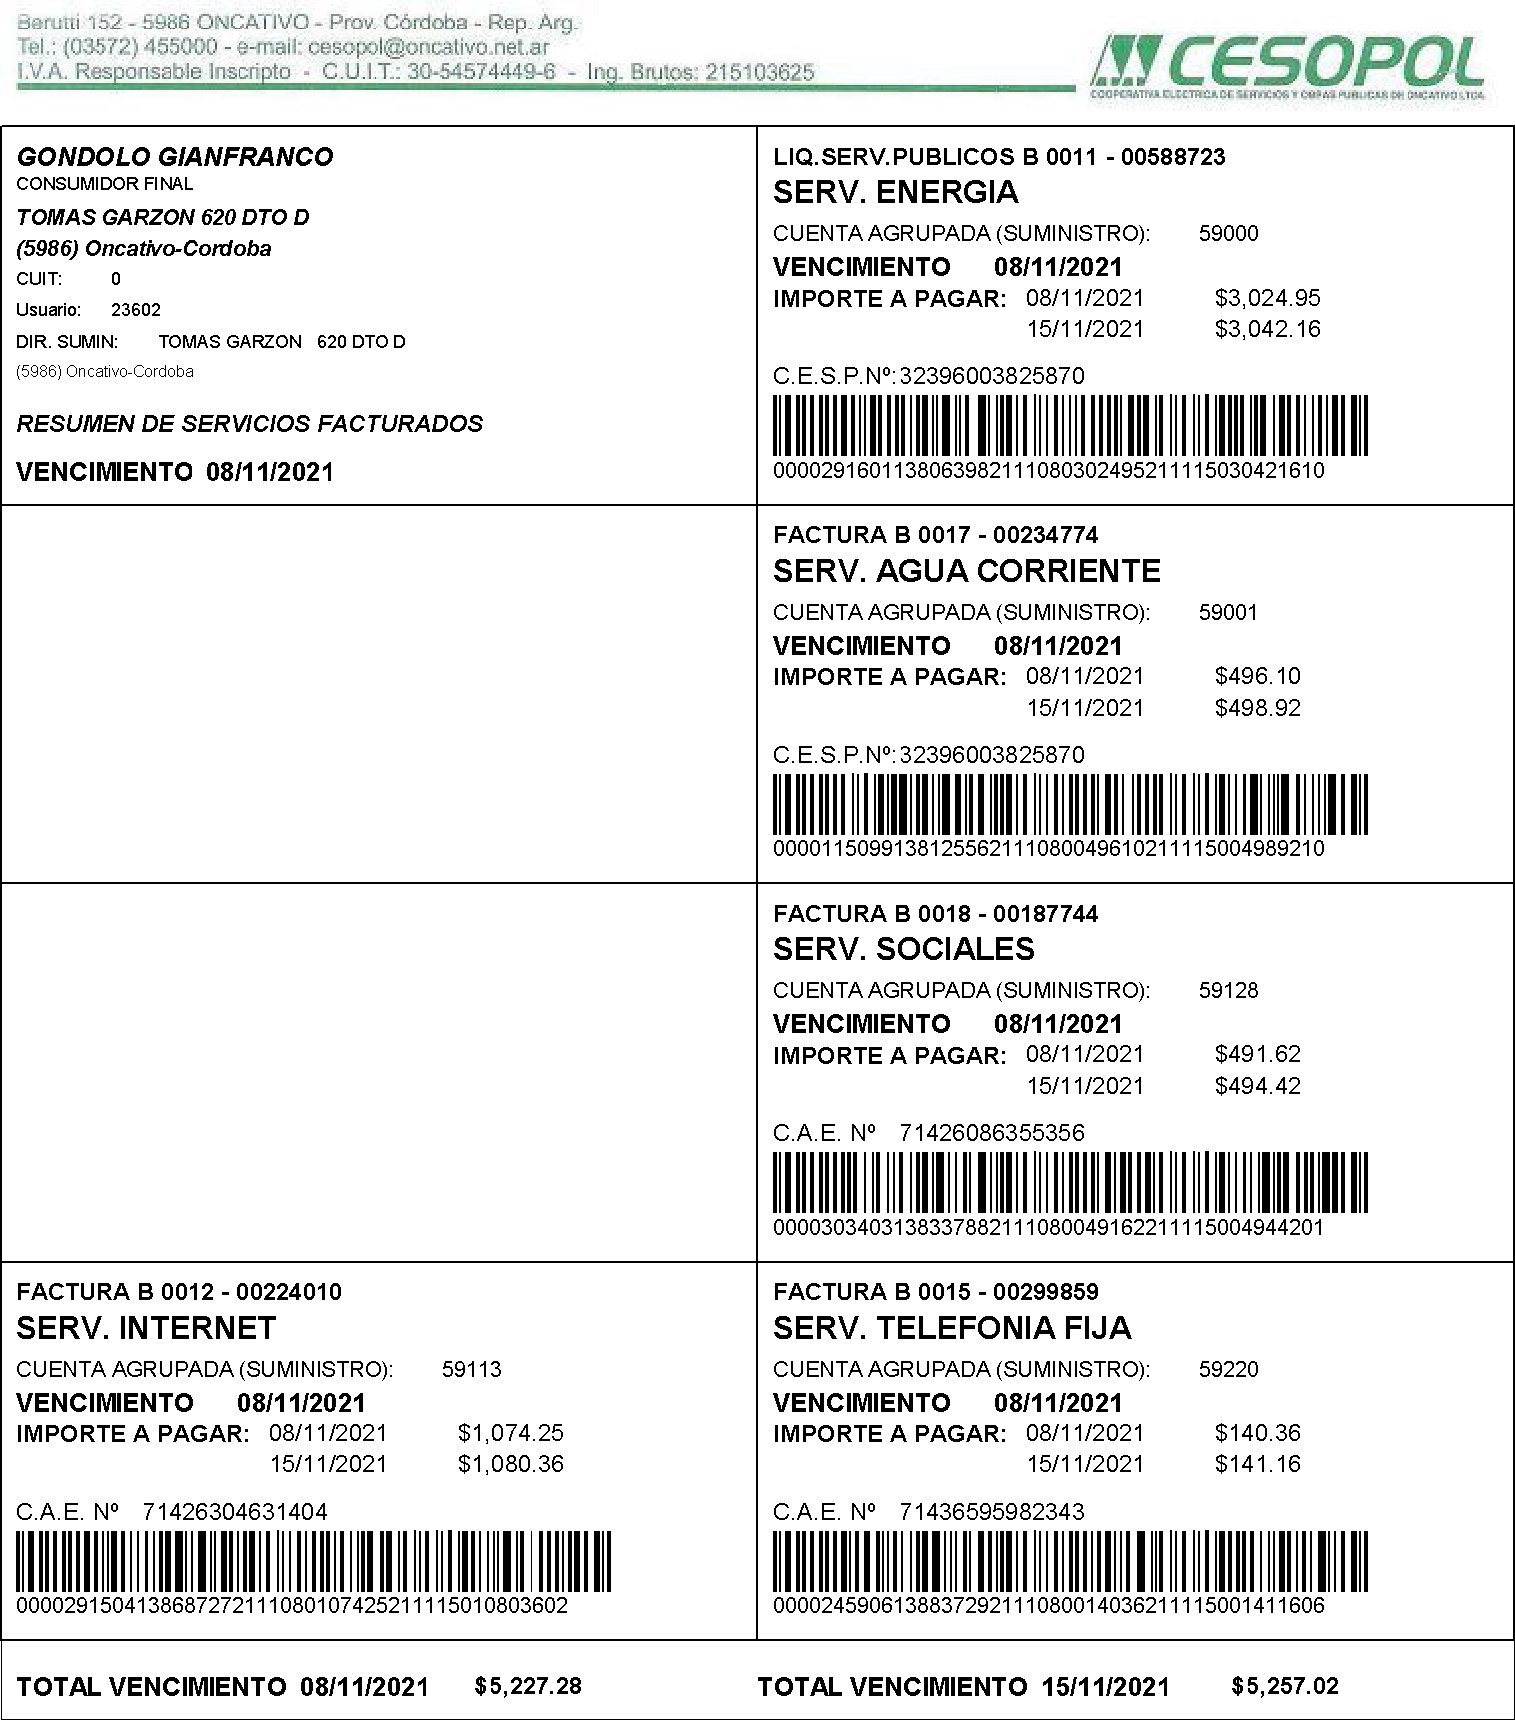 Berutti 152 - 5986 ONCATIVO - Prov. Córdoba - Rep. Arg.
Tel.: (03572) 455000 - e-mail: cesopol@oncativo.net.ar
I.V.A. Responsable Inscripto - C.U.I.T.: 30-54574449-6 - Ing. Brutos: 215103625
CESOPOL
COOPERATIVA ELECTRICA DE SERVICIOS Y OBRAS PUBLICAS DE ONCATIVO LTDA.
GONDOLO GIANFRANCO
CONSUMIDOR FINAL
TOMAS GARZON 620 DTO D
(5986) Oncativo-Cordoba
CUIT: 0
Usuario: 23602
DIR. SUMIN: TOMAS GARZON 620 DTO D
(5986) Oncativo-Cordoba
RESUMEN DE SERVICIOS FACTURADOS
VENCIMIENTO 08/11/2021
LIQ.SERV.PUBLICOS B 0011 - 00588723
SERV. ENERGIA
CUENTA AGRUPADA (SUMINISTRO): 59000
VENCIMIENTO 08/11/2021
IMPORTE A PAGAR: 08/11/2021 $3,024.95
15/11/2021 $3,042.16
C.E.S.P.Nº: 32396003825870
0000291601138063982111080302495211115030421610
FACTURA B 0017 - 00234774
SERV. AGUA CORRIENTE
CUENTA AGRUPADA (SUMINISTRO): 59001
VENCIMIENTO 08/11/2021
IMPORTE A PAGAR: 08/11/2021 $496.10
15/11/2021 $498.92
C.E.S.P.Nº: 32396003825870
000011509913812556211108004961021111500498921​0
FACTURA B 0018 - 00187744
SERV. SOCIALES
CUENTA AGRUPADA (SUMINISTRO): 59128
VENCIMIENTO 08/11/2021
IMPORTE A PAGAR: 08/11/2021 $491.62
15/11/2021 $494.42
C.A.E. Nº 71426086355356
0000303403138337882111080049162211115004944201
FACTURA B 0012 - 00224010
SERV. INTERNET
CUENTA AGRUPADA (SUMINISTRO): 59113
VENCIMIENTO 08/11/2021
IMPORTE A PAGAR: 08/11/2021 $1,074.25
15/11/2021 $1,080.36
C.A.E. Nº 71426304631404
0000291504138687272111080107425211115010803602
FACTURA B 0015 - 00299859
SERV. TELEFONIA FIJA
CUENTA AGRUPADA (SUMINISTRO): 59220
VENCIMIENTO 08/11/2021
IMPORTE A PAGAR: 08/11/2021 $140.36
15/11/2021 $141.16
C.A.E. Nº 71436595982343
0000245906138837292111080014036211115001411606
TOTAL VENCIMIENTO 08/11/2021 $5,227.28
TOTAL VENCIMIENTO 15/11/2021 $5,257.02